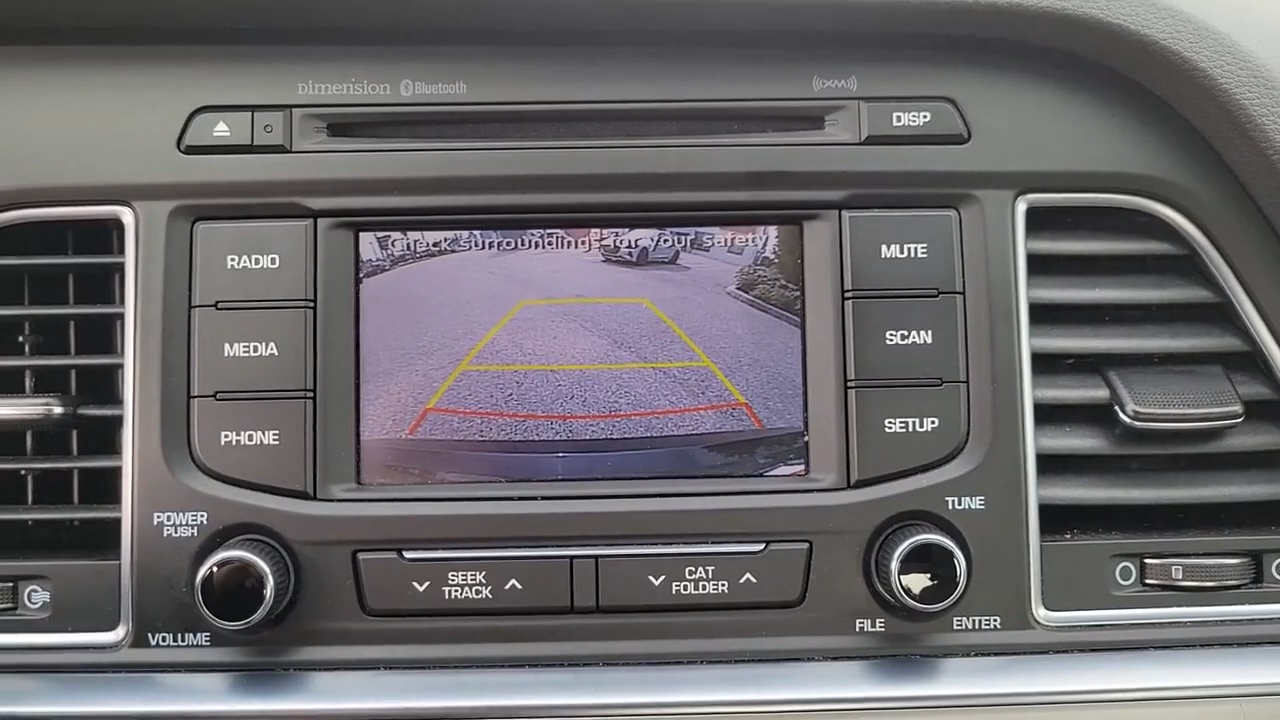 Dimension Bluetooth
((XM))
DISP
Check surroundings for your safety
RADIO
MEDIA
PHONE
MUTE
SCAN
SETUP
POWER
PUSH
VOLUME
SEEK
TRACK
CAT
FOLDER
TUNE
FILE
ENTER